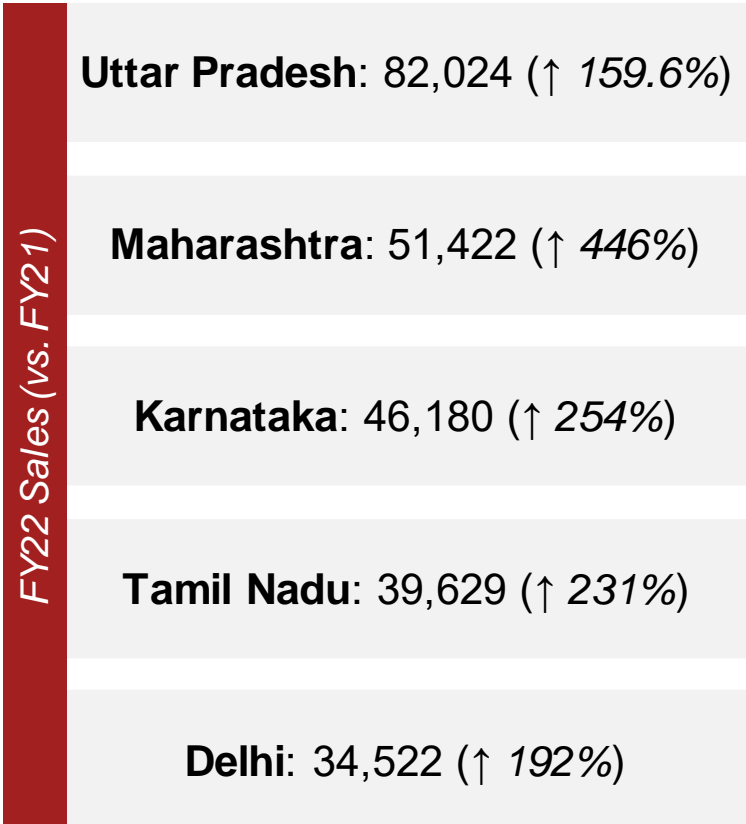 FY22 Sales (vs. FY21)
Uttar Pradesh: 82,024 (↑ 159.6%)
Maharashtra: 51,422 (↑ 446%)
Karnataka: 46,180 (↑ 254%)
Tamil Nadu: 39,629 (↑ 231%)
Delhi: 34,522 (↑ 192%)